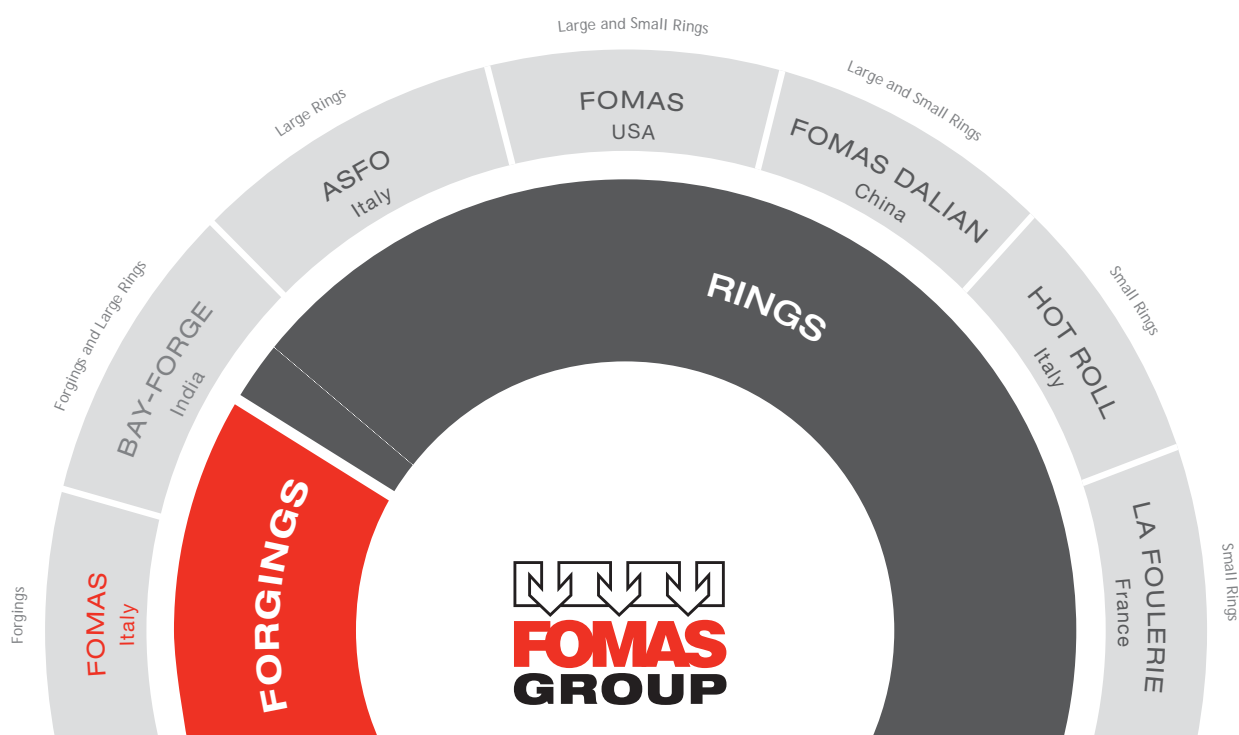 Forgings
FOMAS
Italy
Forgings and Large Rings
BAY-FORGE
India
Large Rings
ASFO
Italy
Large and Small Rings
FOMAS
USA
Large and Small Rings
FOMAS DALIAN
China
Small Rings
HOT ROLL
Italy
Small Rings
LA FOULERIE
France
FORGINGS
RINGS
FOMAS
GROUP